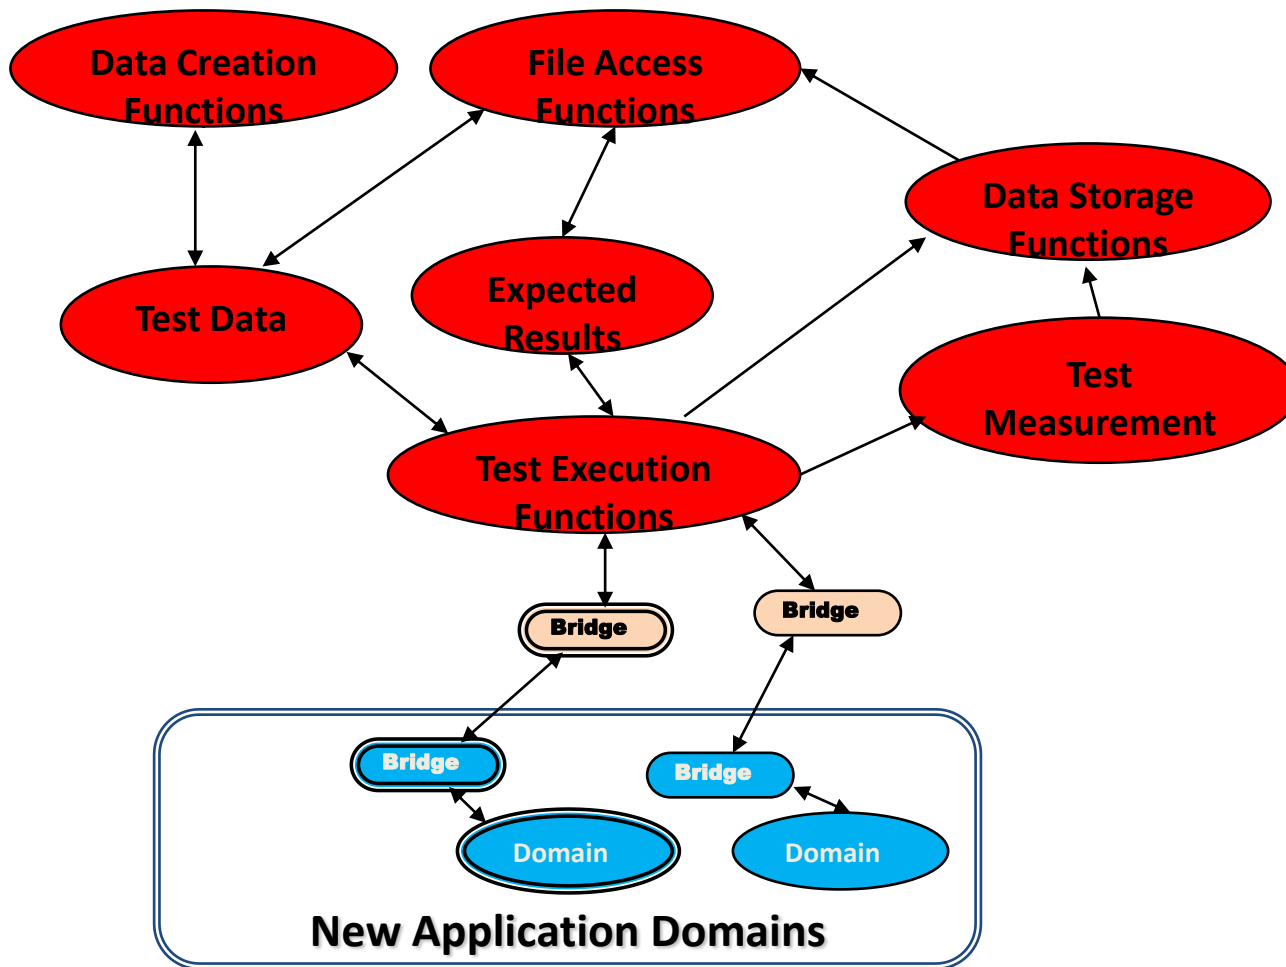 Data Creation
Functions
File Access
Functions
Data Storage
Functions
Expected
Results
Test Data
Test
Measurement
Test Execution
Functions
Bridge
Bridge
Bridge
Bridge
Domain
Domain
New Application Domains